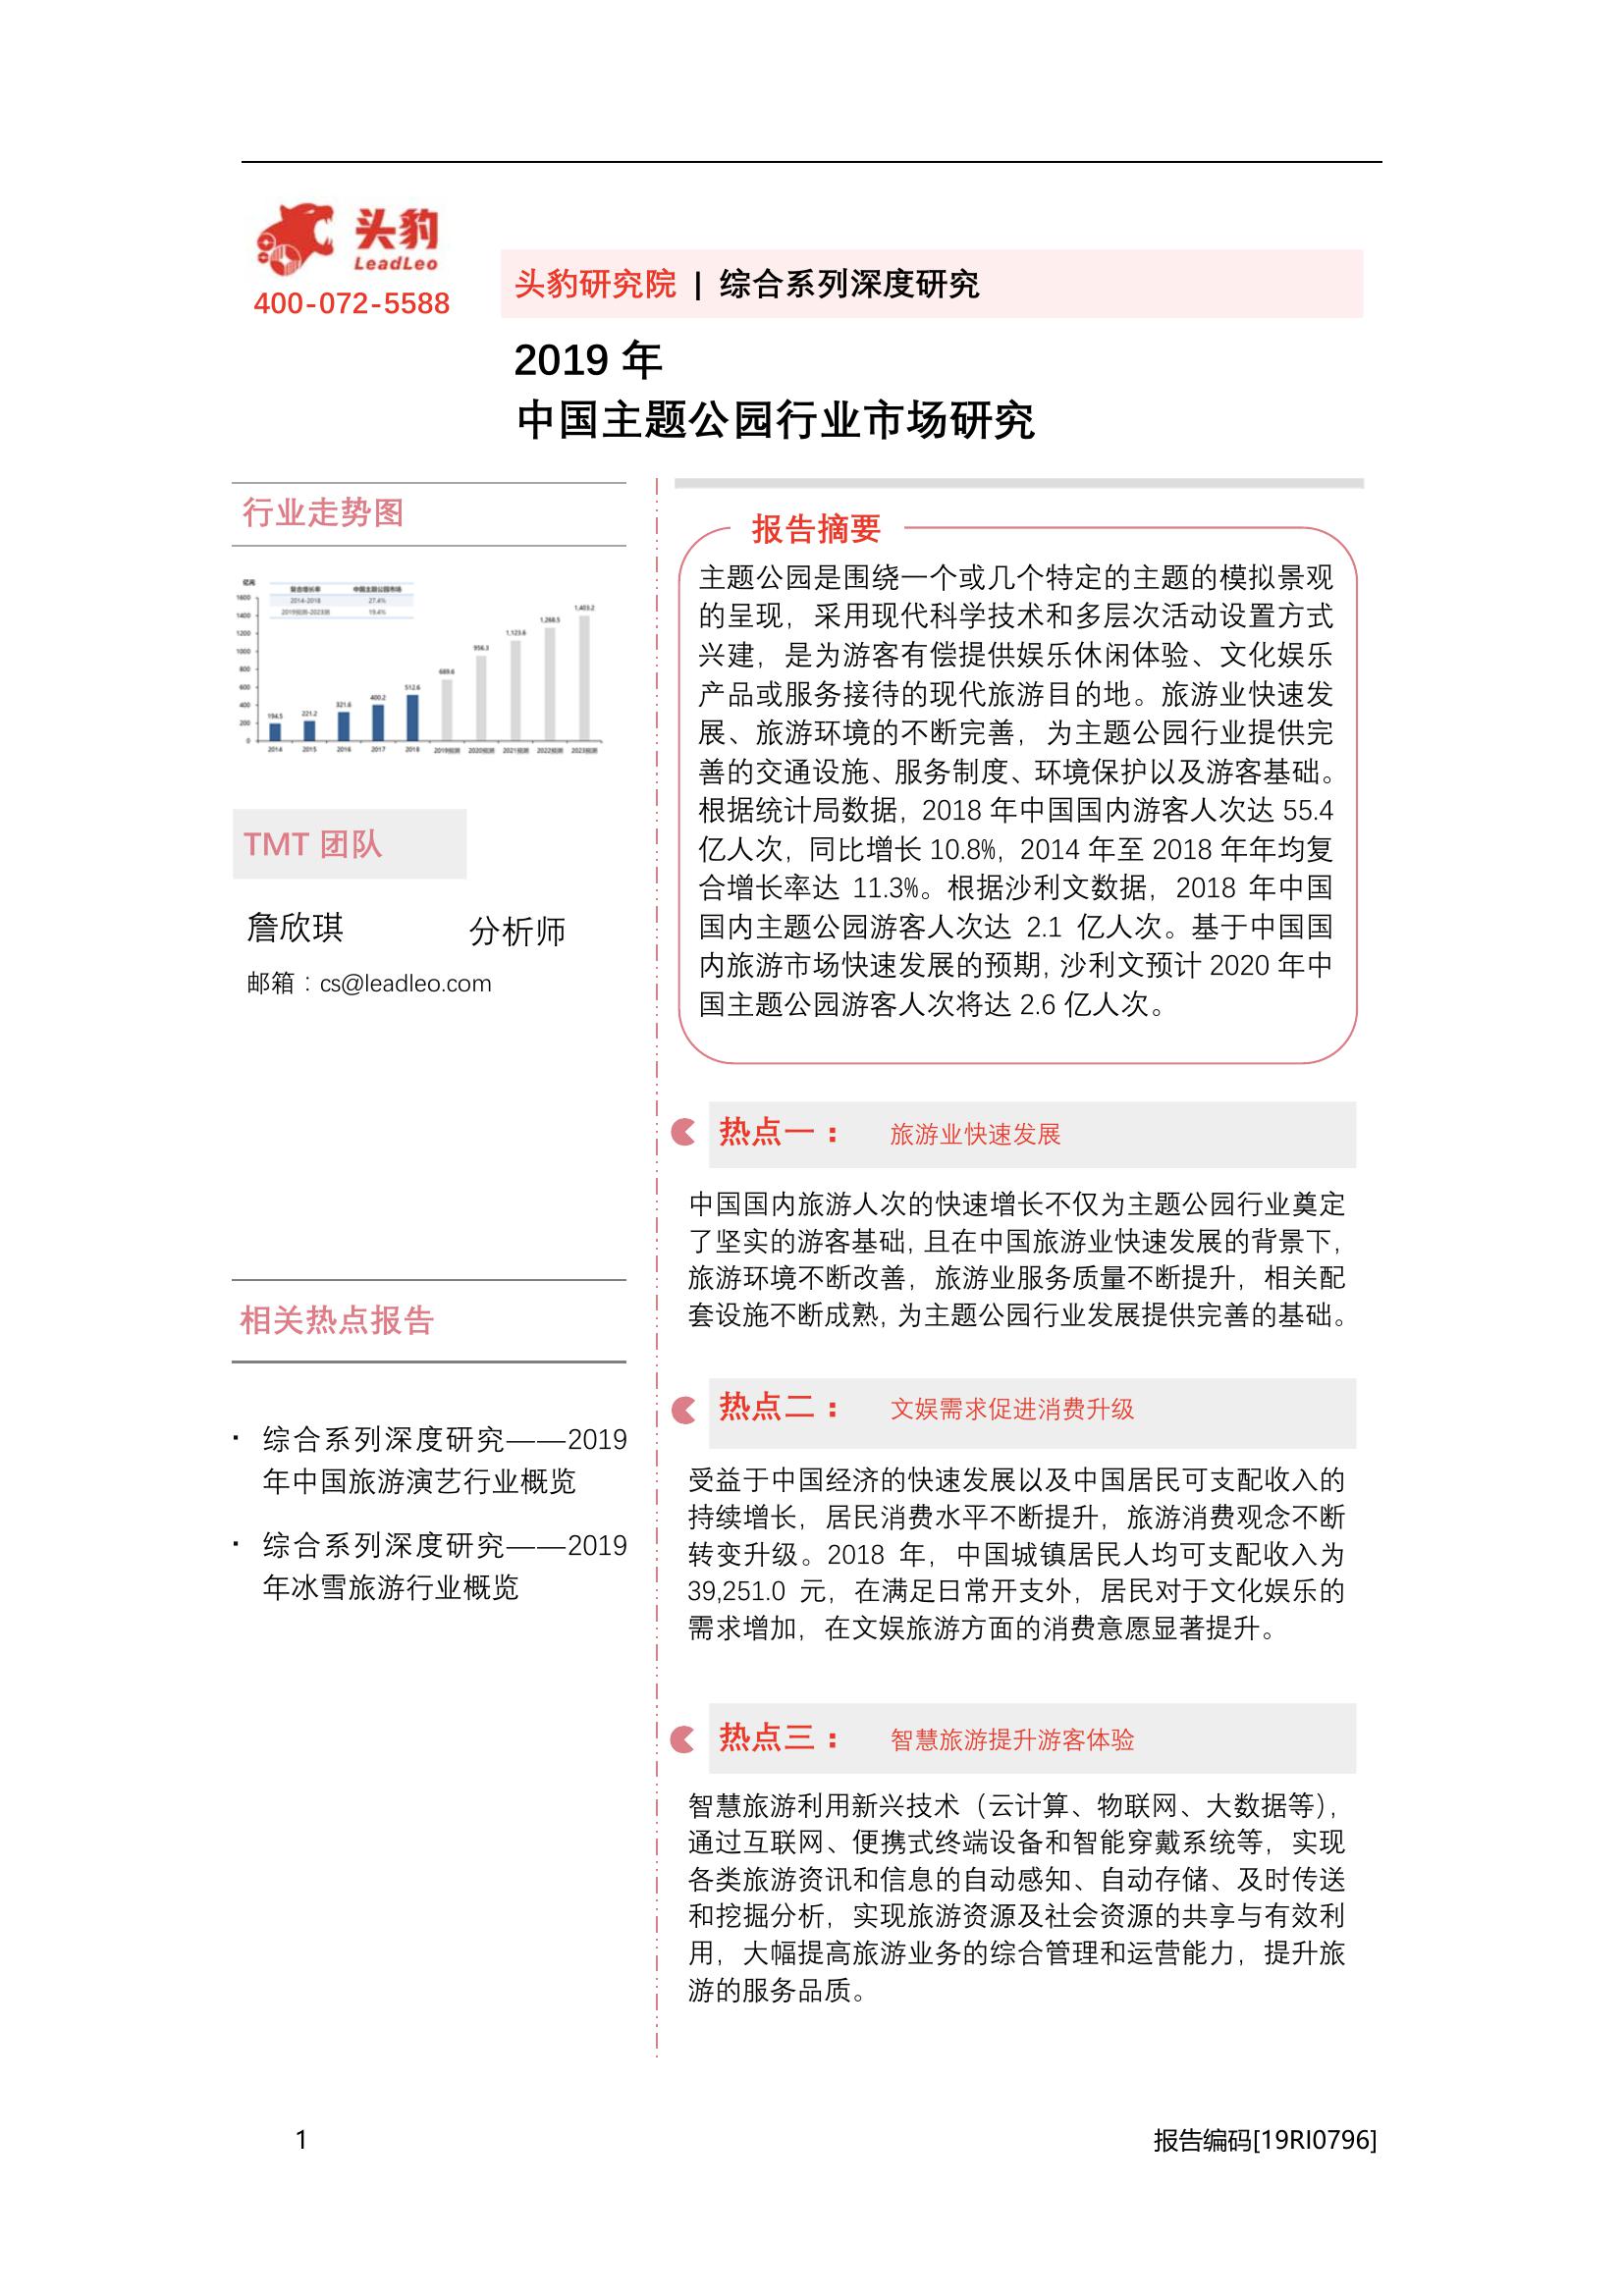 头豹
LeadLeo
400-072-5588
头豹研究院 | 综合系列深度研究
2019 年
中国主题公园行业市场研究
行业走势图
亿元
复合增长率 中国主题公园市场
2014-2018 27.4%
2019预测-2023预测 19.4%
1600
1400
1200
1000
800
600
400
200
0
194.5
221.2
321.6
400.2
512.6
689.6
956.3
1,123.6
1,268.5
1,403.2
2014 2015 2016 2017 2018 2019预测 2020预测 2021预测 2022预测 2023预测
TMT 团队
詹欣琪 分析师
邮箱：cs@leadleo.com
相关热点报告
· 综合系列深度研究——2019
年中国旅游演艺行业概览
· 综合系列深度研究——2019
年冰雪旅游行业概览
报告摘要
主题公园是围绕一个或几个特定的主题的模拟景观
的呈现，采用现代科学技术和多层次活动设置方式
兴建，是为游客有偿提供娱乐休闲体验、文化娱乐
产品或服务接待的现代旅游目的地。旅游业快速发
展、旅游环境的不断完善，为主题公园行业提供完
善的交通设施、服务制度、环境保护以及游客基础。
根据统计局数据，2018 年中国国内游客人次达 55.4
亿人次，同比增长 10.8%，2014 年至 2018 年年均复
合增长率达 11.3%。根据沙利文数据，2018 年中国
国内主题公园游客人次达 2.1 亿人次。基于中国国
内旅游市场快速发展的预期，沙利文预计 2020 年中
国主题公园游客人次将达 2.6 亿人次。
热点一： 旅游业快速发展
中国国内旅游人次的快速增长不仅为主题公园行业奠定
了坚实的游客基础，且在中国旅游业快速发展的背景下，
旅游环境不断改善，旅游业服务质量不断提升，相关配
套设施不断成熟，为主题公园行业发展提供完善的基础。
热点二： 文娱需求促进消费升级
受益于中国经济的快速发展以及中国居民可支配收入的
持续增长，居民消费水平不断提升，旅游消费观念不断
转变升级。2018 年，中国城镇居民人均可支配收入为
39,251.0 元，在满足日常开支外，居民对于文化娱乐的
需求增加，在文娱旅游方面的消费意愿显著提升。
热点三： 智慧旅游提升游客体验
智慧旅游利用新兴技术（云计算、物联网、大数据等），
通过互联网、便携式终端设备和智能穿戴系统等，实现
各类旅游资讯和信息的自动感知、自动存储、及时传送
和挖掘分析，实现旅游资源及社会资源的共享与有效利
用，大幅提高旅游业务的综合管理和运营能力，提升旅
游的服务品质。
1 报告编码[19RI0796]